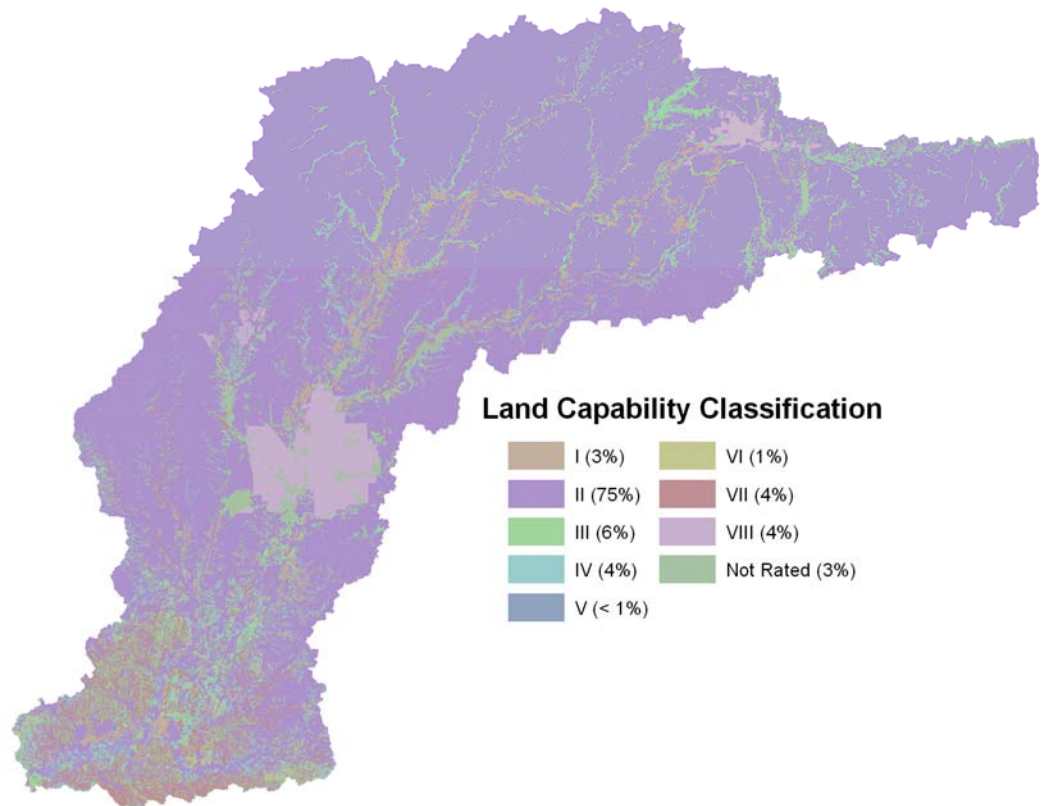 Land Capability Classification
I (3%)
II (75%)
III (6%)
IV (4%)
V (< 1%)
VI (1%)
VII (4%)
VIII (4%)
Not Rated (3%)